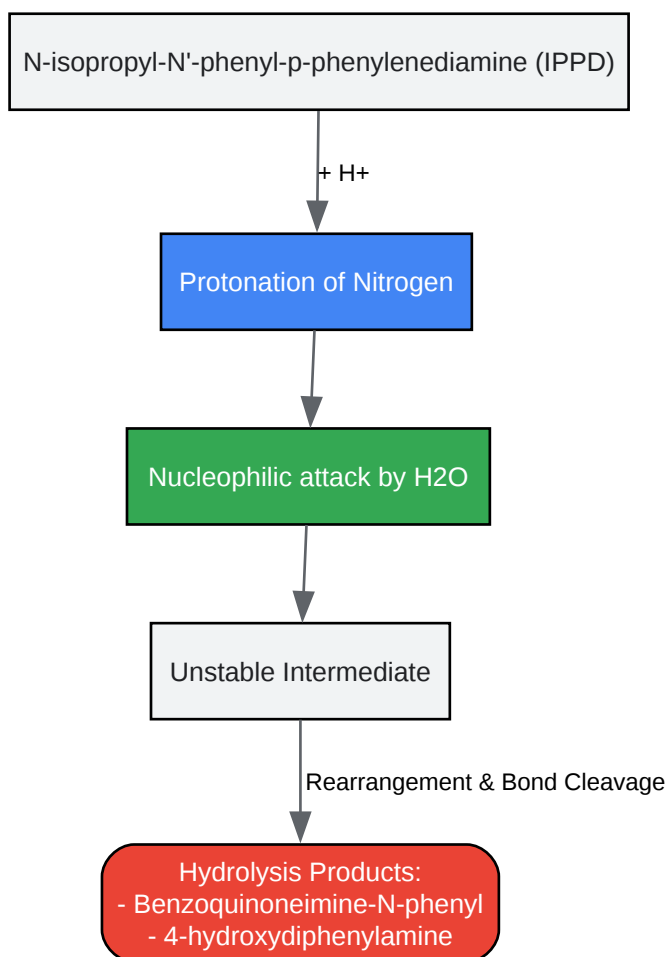 N-isopropyl-N'-phenyl-p-phenylenediamine (IPPD)
+ H+
Protonation of Nitrogen
Nucleophilic attack by H2O
Unstable Intermediate
Rearrangement & Bond Cleavage
Hydrolysis Products:
- Benzoquinoneimine-N-phenyl
- 4-hydroxydiphenylamine